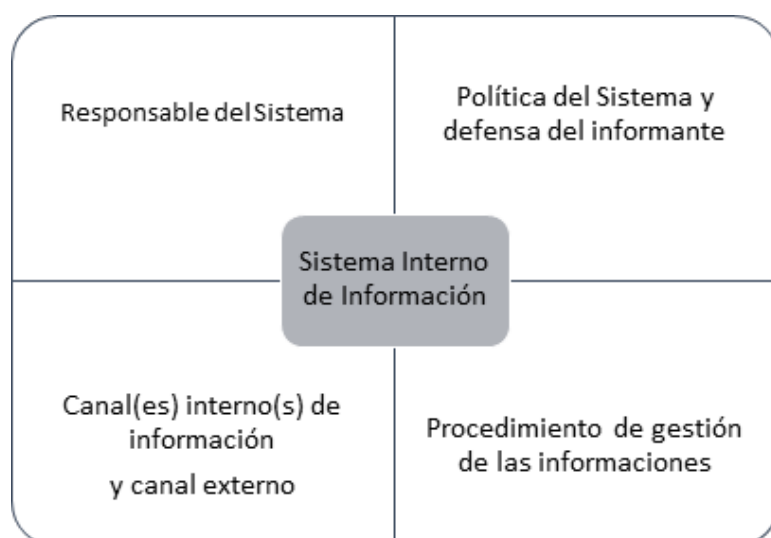 Responsable del Sistema
Política del Sistema y
defensa del informante
Sistema Interno
de Información
Canal(es) interno(s) de
información
y canal externo
Procedimiento de gestión
de las informaciones